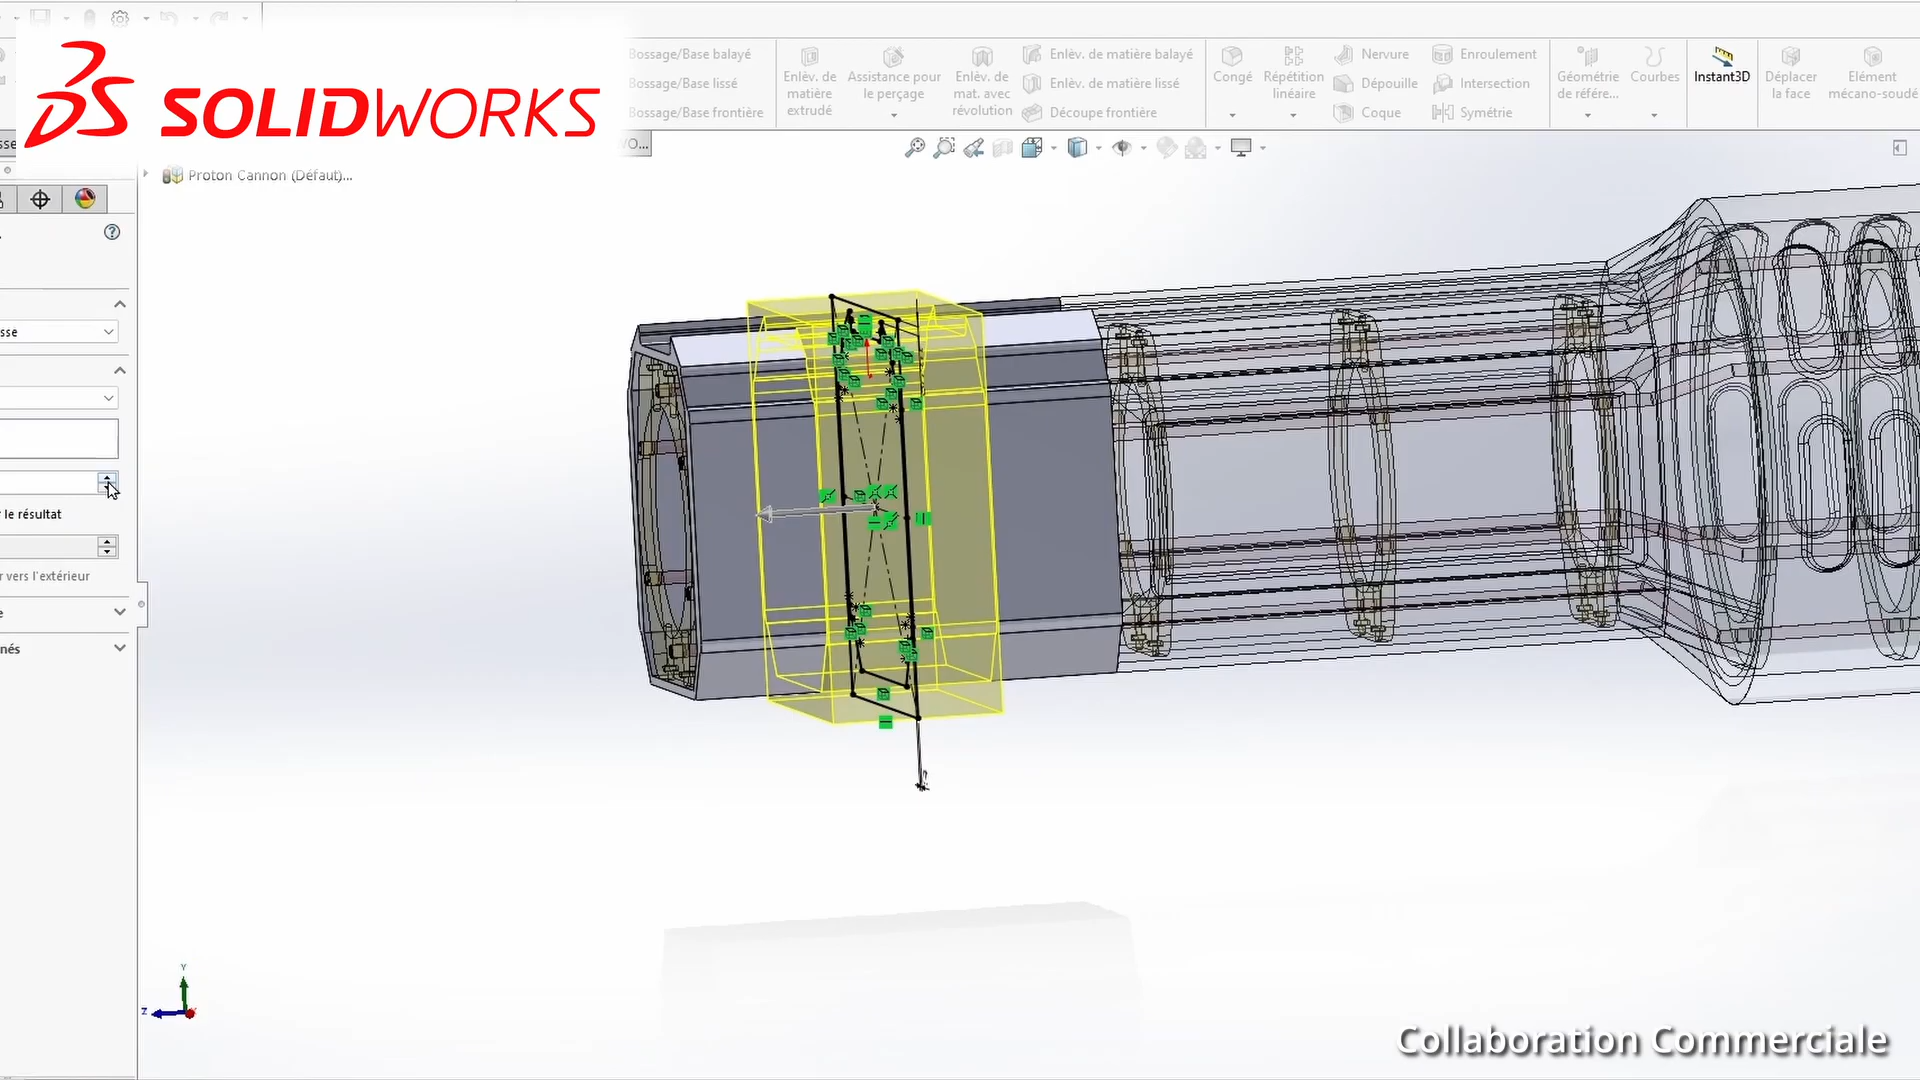 SOLIDWORKS
Bossage/Base balayé
Bossage/Base lissé
Bossage/Base frontière
Enlèv. de
matière
extrudé
Assistance pour
le perçage
Enlèv. de
mat. avec
révolution
Enlèv. de matière balayé
Enlèv. de matière lissé
Découpe frontière
Congé
Répétition
linéaire
Nervure
Dépouille
Coque
Enroulement
Intersection
Symétrie
Géométrie
de référe...
Courbes
Instant3D
Déplacer
la face
Elément
mécano-soudé
Proton Cannon (Défaut)...
le résultat
vers l'extérieur
Y
Z
Collaboration Commerciale